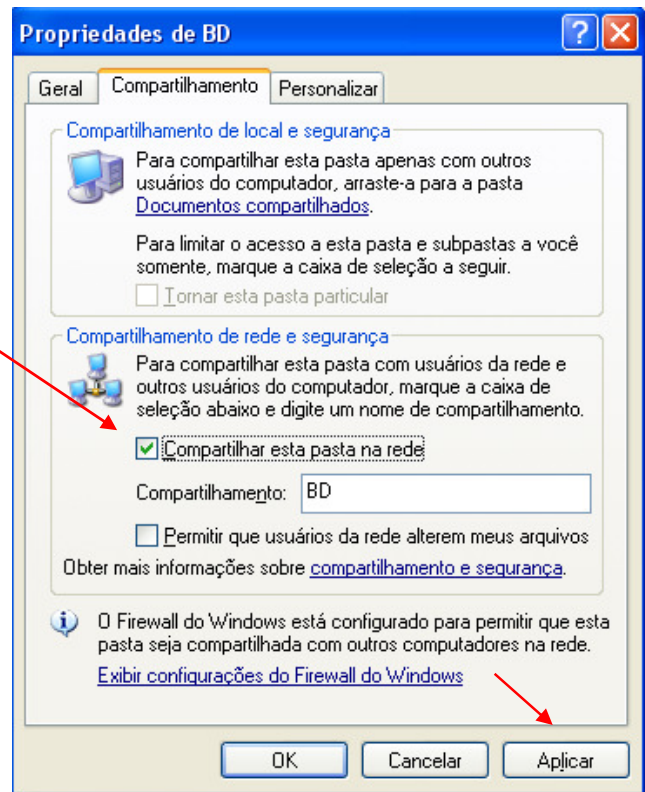 Propriedades de BD
Geral Compartilhamento Personalizar
Compartilhamento de local e segurança
Para compartilhar esta pasta apenas com outros
usuários do computador, arraste-a para a pasta
Documentos compartilhados.
Para limitar o acesso a esta pasta e subpastas a você
somente, marque a caixa de seleção a seguir.
Tornar esta pasta particular
Compartilhamento de rede e segurança
Para compartilhar esta pasta com usuários da rede e
outros usuários do computador, marque a caixa de
seleção abaixo e digite um nome de compartilhamento.
Compartilhar esta pasta na rede
Compartilhamento: BD
Permitir que usuários da rede alterem meus arquivos
Obter mais informações sobre compartilhamento e segurança.
O Firewall do Windows está configurado para permitir que esta
pasta seja compartilhada com outros computadores na rede.
Exibir configurações do Firewall do Windows
OK Cancelar Aplicar